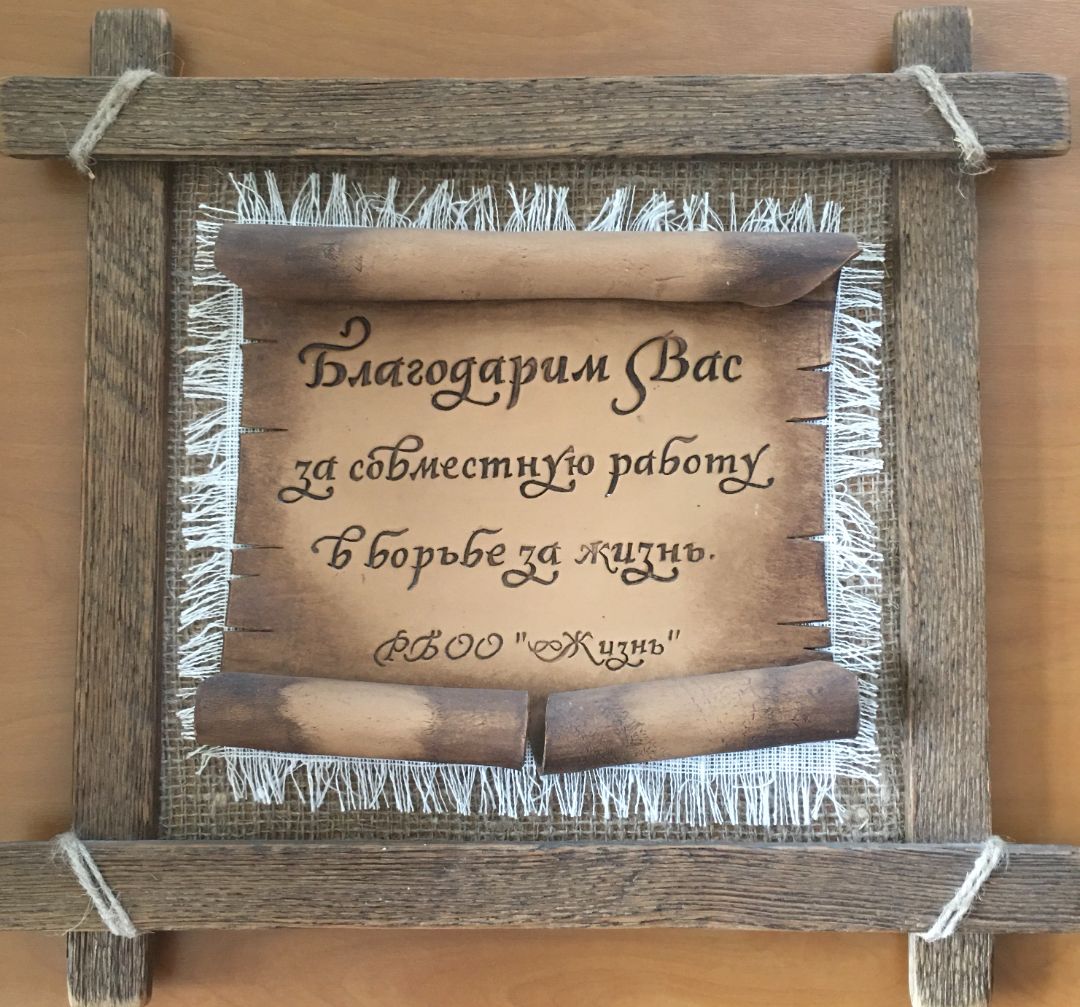 Благодарим Вас
за совместную работу
в борьбе за жизнь.
РБОО "Жизнь"